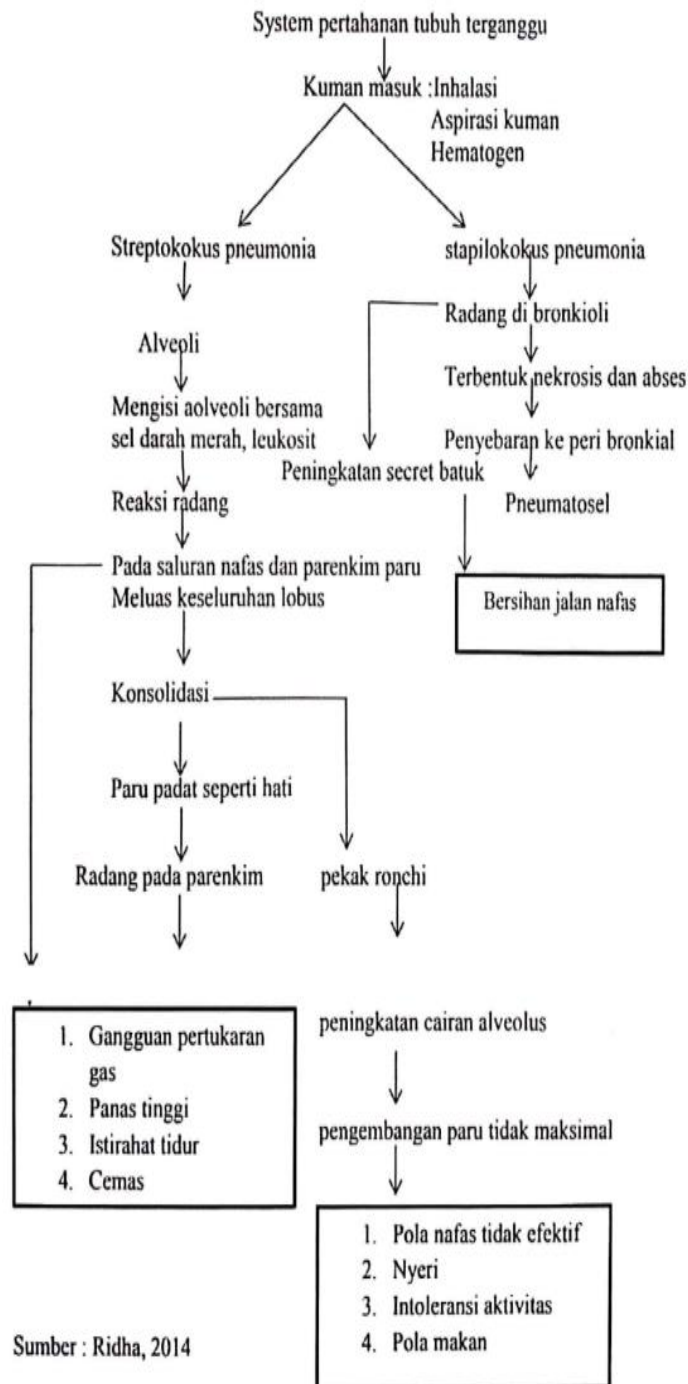 System pertahanan tubuh terganggu
Kuman masuk :Inhalasi
Aspirasi kuman
Hematogen
Streptokokus pneumonia
stapilokokus pneumonia
Radang di bronkioli
Alveoli
Terbentuk nekrosis dan abses
Mengisi aolveoli bersama
sel darah merah, leukosit
Penyebaran ke peri bronkial
Peningkatan secret batuk
Reaksi radang
Pneumatosel
Pada saluran nafas dan parenkim paru
Meluas keseluruhan lobus
Bersihan jalan nafas
Konsolidasi
Paru padat seperti hati
Radang pada parenkim
pekak ronchi
1. Gangguan pertukaran
gas
2. Panas tinggi
3. Istirahat tidur
4. Cemas
peningkatan cairan alveolus
pengembangan paru tidak maksimal
1. Pola nafas tidak efektif
2. Nyeri
3. Intoleransi aktivitas
4. Pola makan
Sumber : Ridha, 2014